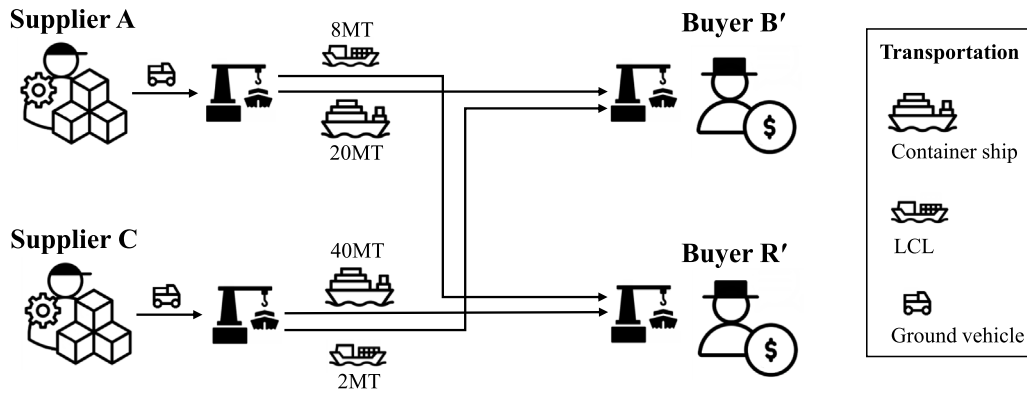 Supplier A
8MT
20MT
Buyer B′
$
Supplier C
40MT
2MT
Buyer R′
$
Transportation
Container ship
LCL
Ground vehicle